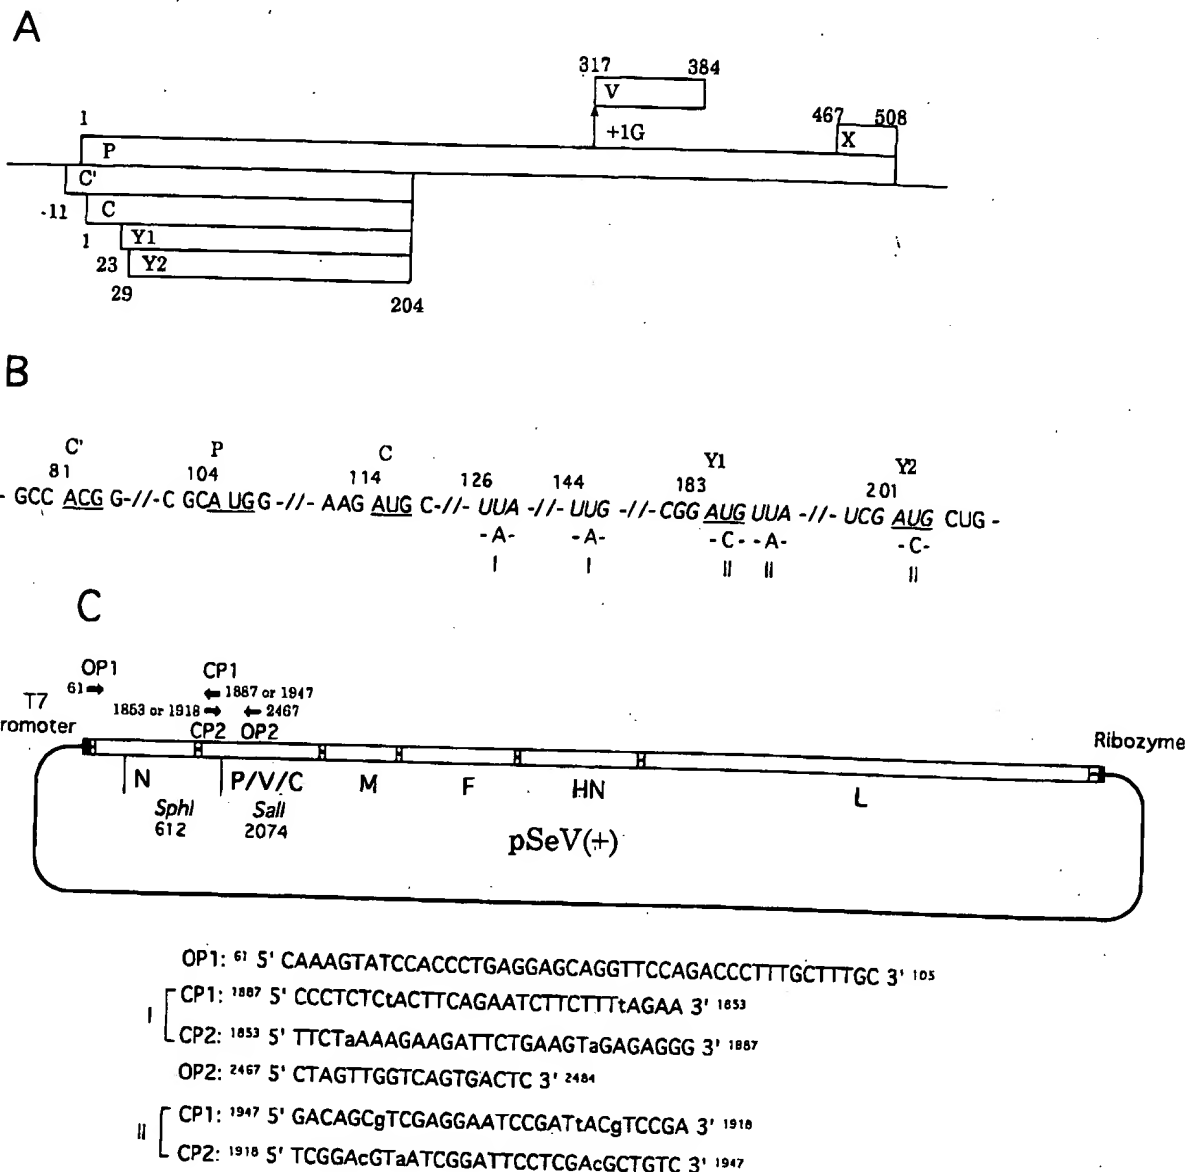 A
317 384
V
1
467 508
+1G
X
P
C'
-11
C
1
Y1
23
Y2
29
204
B
C' P C Y1 Y2
81 104 114 126 144 183 201
- GCC ACG G-//-C GCA UGG -//- AAG AUG C-//- UUA -//- UUG -//-CGG AUG UUA -//- UCG AUG CUG -
-A- -A- -C- -A- -C-
I I II II II
C
OP1 CP1
61 1887 or 1947
T7
1853 or 1918 2467
romoter
CP2 OP2
Ribozyme
N P/V/C M F HN L
SphI SalI
612 2074
pSeV(+)
OP1: 61 5' CAAAGTATCCACCCTGAGGAGCAGGTTCCAGACCCTTTGCTTTGC 3' 105
I
CP1: 1887 5' CCCTCTCtACTTCAGAATCTTCTTTtAGAA 3' 1853
CP2: 1853 5' TTCTaAAAGAAGATTCTGAAGTaGAGAGGG 3' 1887
OP2: 2467 5' CTAGTTGGTCAGTGACTC 3' 2484
II
CP1: 1947 5' GACAGCgTCGAGGAATCCGATtACgTCCGA 3' 1918
CP2: 1918 5' TCGGAcGTaATCGGATTCCTCGAcGCTGTC 3' 1947